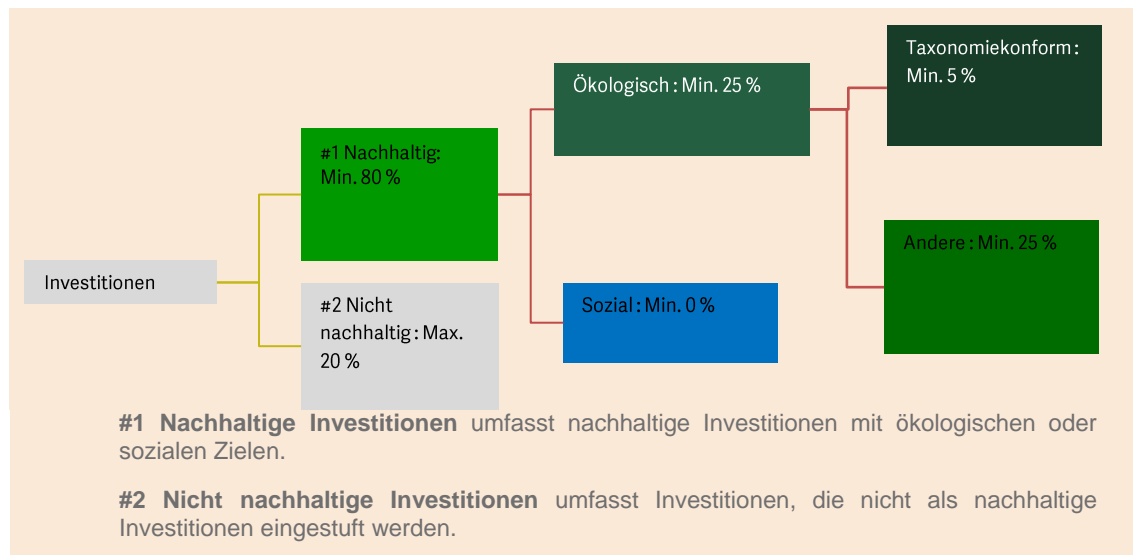 Investitionen
#1 Nachhaltig:
Min. 80 %
#2 Nicht
nachhaltig : Max.
20 %
Ökologisch : Min. 25 %
Sozial : Min. 0 %
Taxonomiekonform :
Min. 5 %
Andere : Min. 25 %
#1 Nachhaltige Investitionen umfasst nachhaltige Investitionen mit ökologischen oder
sozialen Zielen.
#2 Nicht nachhaltige Investitionen umfasst Investitionen, die nicht als nachhaltige
Investitionen eingestuft werden.